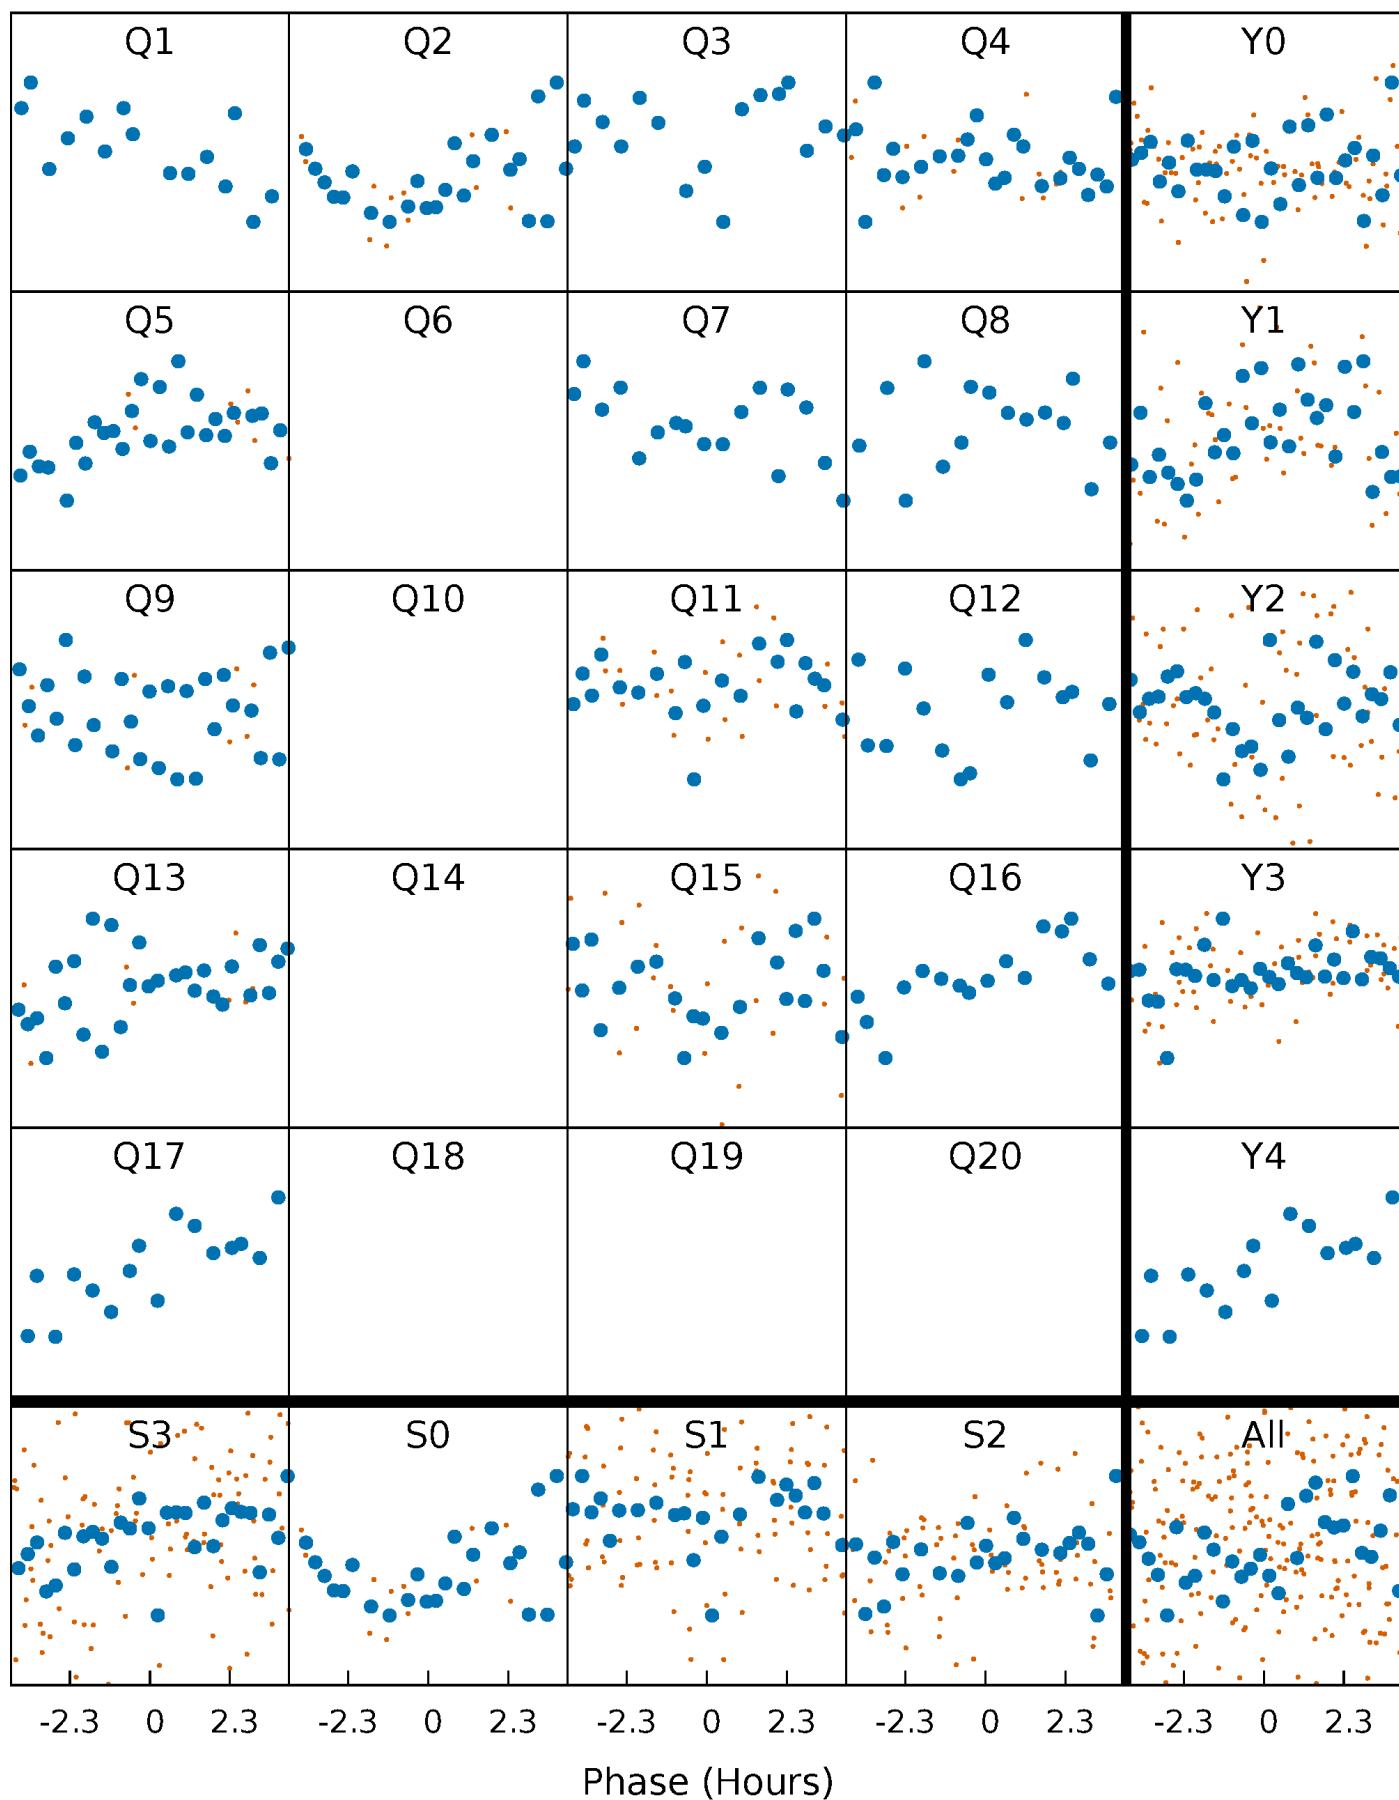 Q1 Q2 Q3 Q4 Y0
Q5 Q6 Q7 Q8 Y1
Q9 Q10 Q11 Q12 Y2
Q13 Q14 Q15 Q16 Y3
Q17 Q18 Q19 Q20 Y4
S3 S0 S1 S2 All
-2.3 0 2.3 -2.3 0 2.3 -2.3 0 2.3 -2.3 0 2.3 -2.3 0 2.3
Phase (Hours)